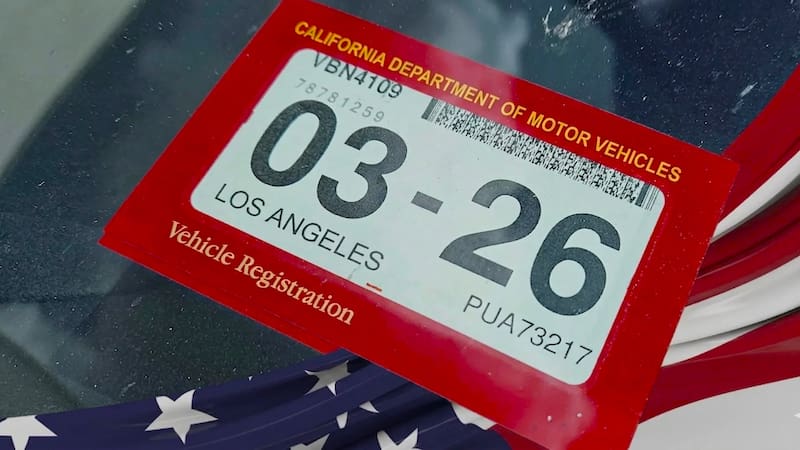 CALIFORNIA DEPARTMENT OF MOTOR VEHICLES
VBN4109
78781259
03-26
LOS ANGELES
PUA73217
Vehicle Registration